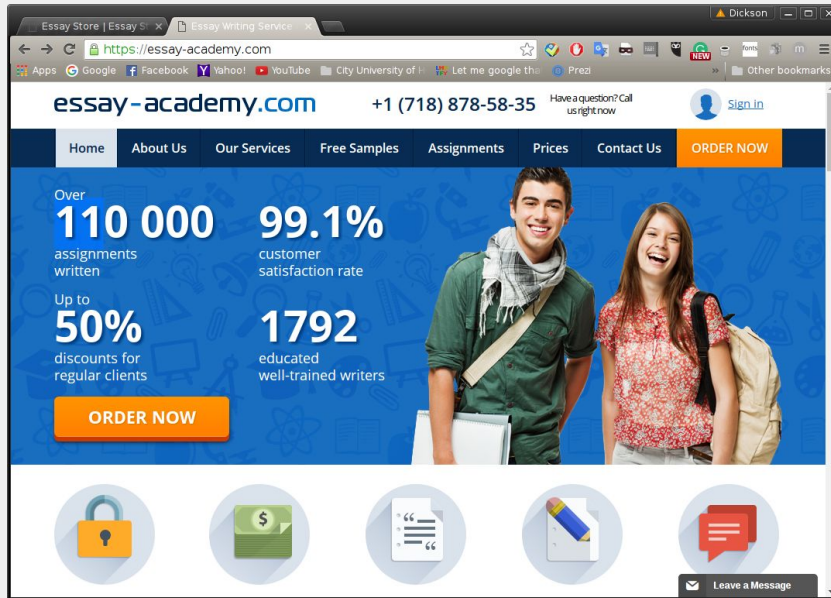 Dickson
Essay Store | Essay St
Essay Writing Service
https://essay-academy.com
NEW
fonts
Apps Google Facebook Yahoo! YouTube City University of H Let me google tha Prezi » Other bookmarks
essay-academy.com +1 (718) 878-58-35 Have a question? Call
us right now
Sign in
Home About Us Our Services Free Samples Assignments Prices Contact Us ORDER NOW
Over
110 000 99.1%
assignments customer
written satisfaction rate
Up to
50% 1792
discounts for educated
regular clients well-trained writers
ORDER NOW
Leave a Message